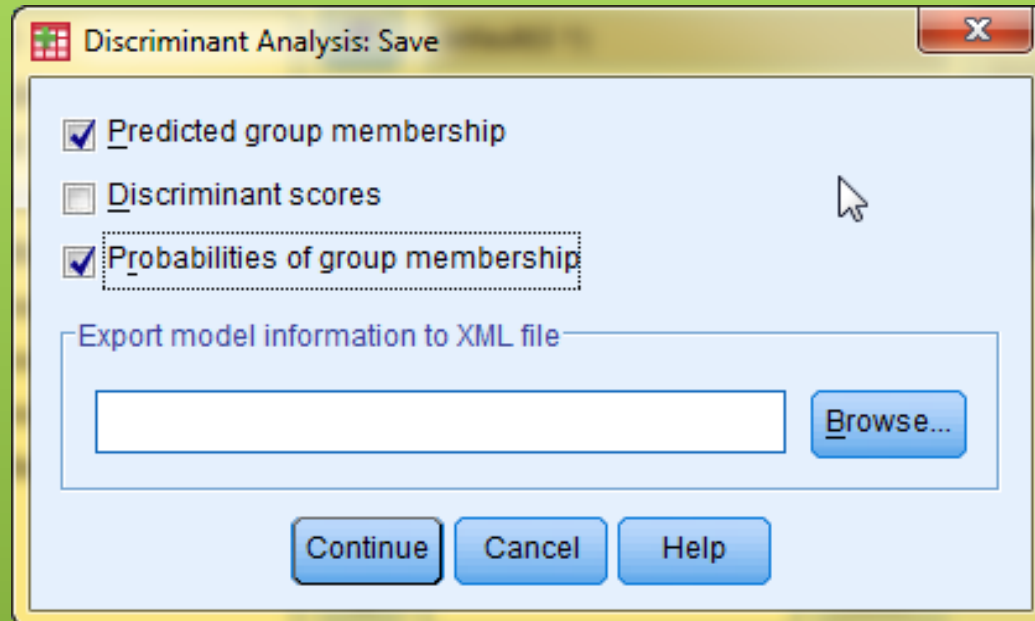 Discriminant Analysis: Save
Predicted group membership
Discriminant scores
Probabilities of group membership
Export model information to XML file
Browse...
Continue Cancel Help